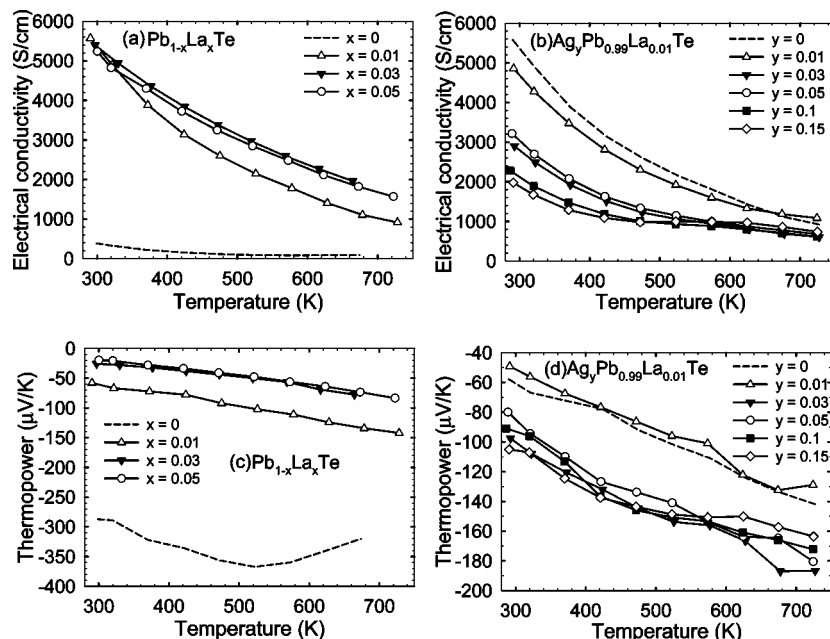 (a)Pb1-xLaxTe
x = 0
x = 0.01
x = 0.03
x = 0.05
Electrical conductivity (S/cm)
6000
5000
4000
3000
2000
1000
0
300 400 500 600 700
Temperature (K)
(b)AgyPb0.99La0.01Te
y = 0
y = 0.01
y = 0.03
y = 0.05
y = 0.1
y = 0.15
Electrical conductivity (S/cm)
6000
5000
4000
3000
2000
1000
0
300 400 500 600 700
Temperature (K)
(c)Pb1-xLaxTe
x = 0
x = 0.01
x = 0.03
x = 0.05
Thermopower (μV/K)
0
-50
-100
-150
-200
-250
-300
-350
-400
300 400 500 600 700
Temperature (K)
(d)AgyPb0.99La0.01Te
y = 0
y = 0.01
y = 0.03
y = 0.05
y = 0.1
y = 0.15
Thermopower (μV/K)
-40
-60
-80
-100
-120
-140
-160
-180
-200
300 400 500 600 700
Temperature (K)